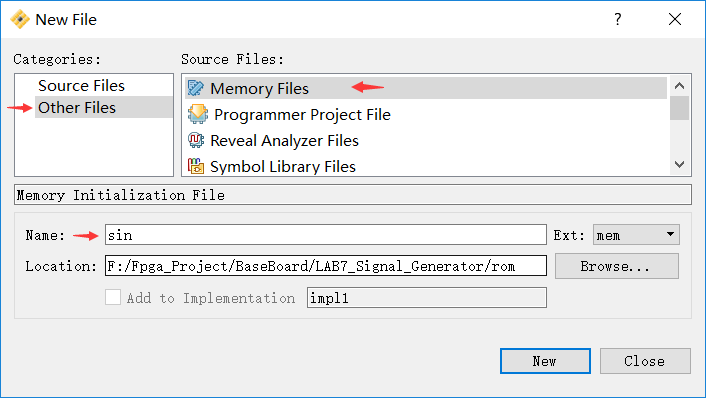 New File
Categories:
Source Files:
Source Files
Other Files
Memory Files
Programmer Project File
Reveal Analyzer Files
Symbol Library Files
Memory Initialization File
Name: sin Ext: mem
Location: F:/Fpga_Project/BaseBoard/LAB7_Signal_Generator/rom Browse...
Add to Implementation impl1
New Close